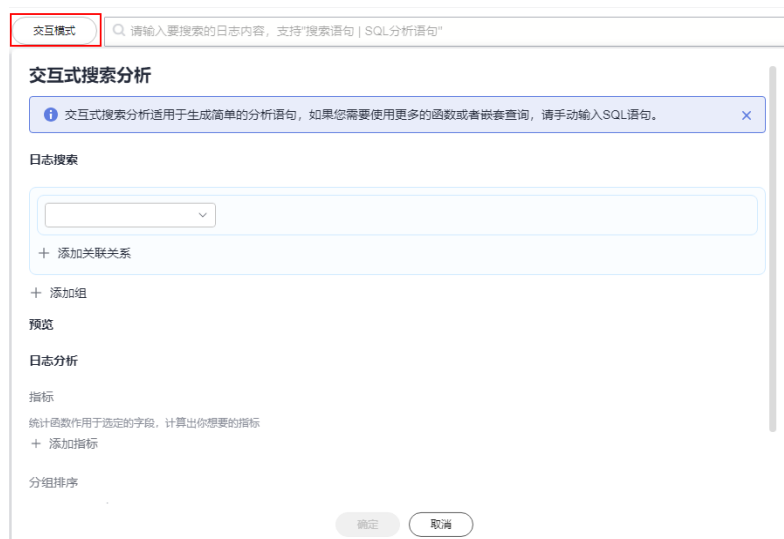 交互模式
请输入要搜索的日志内容，支持"搜索语句 | SQL分析语句"
交互式搜索分析
交互式搜索分析适用于生成简单的分析语句，如果您需要使用更多的函数或者嵌套查询，请手动输入SQL语句。
日志搜索
添加关联关系
添加组
预览
日志分析
指标
统计函数作用于选定的字段，计算出你想要的指标
添加指标
分组排序
确定
取消